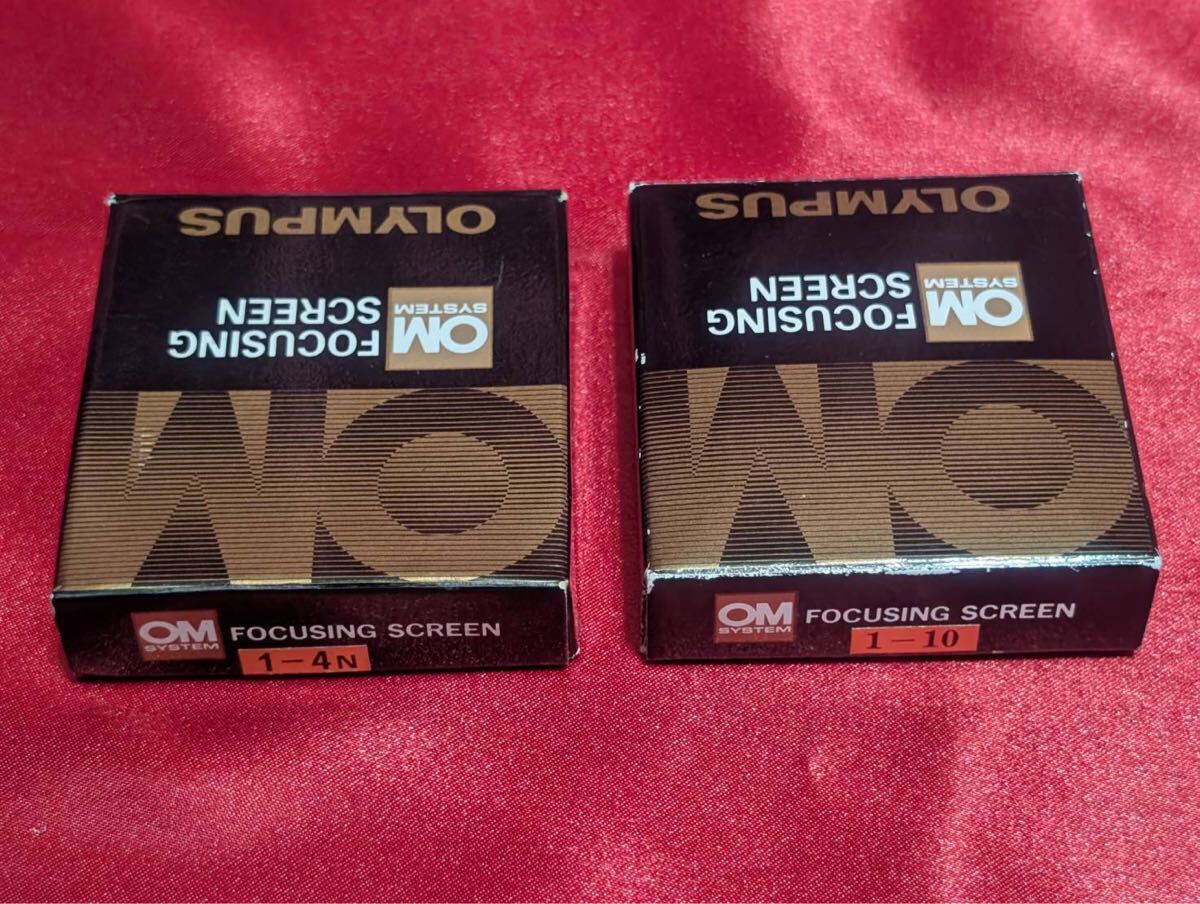 OLYMPUS
OM
SYSTEM
FOCUSING
SCREEN
OM
OM
SYSTEM
FOCUSING SCREEN
1-4N
OLYMPUS
OM
SYSTEM
FOCUSING
SCREEN
OM
OM
SYSTEM
FOCUSING SCREEN
1-10